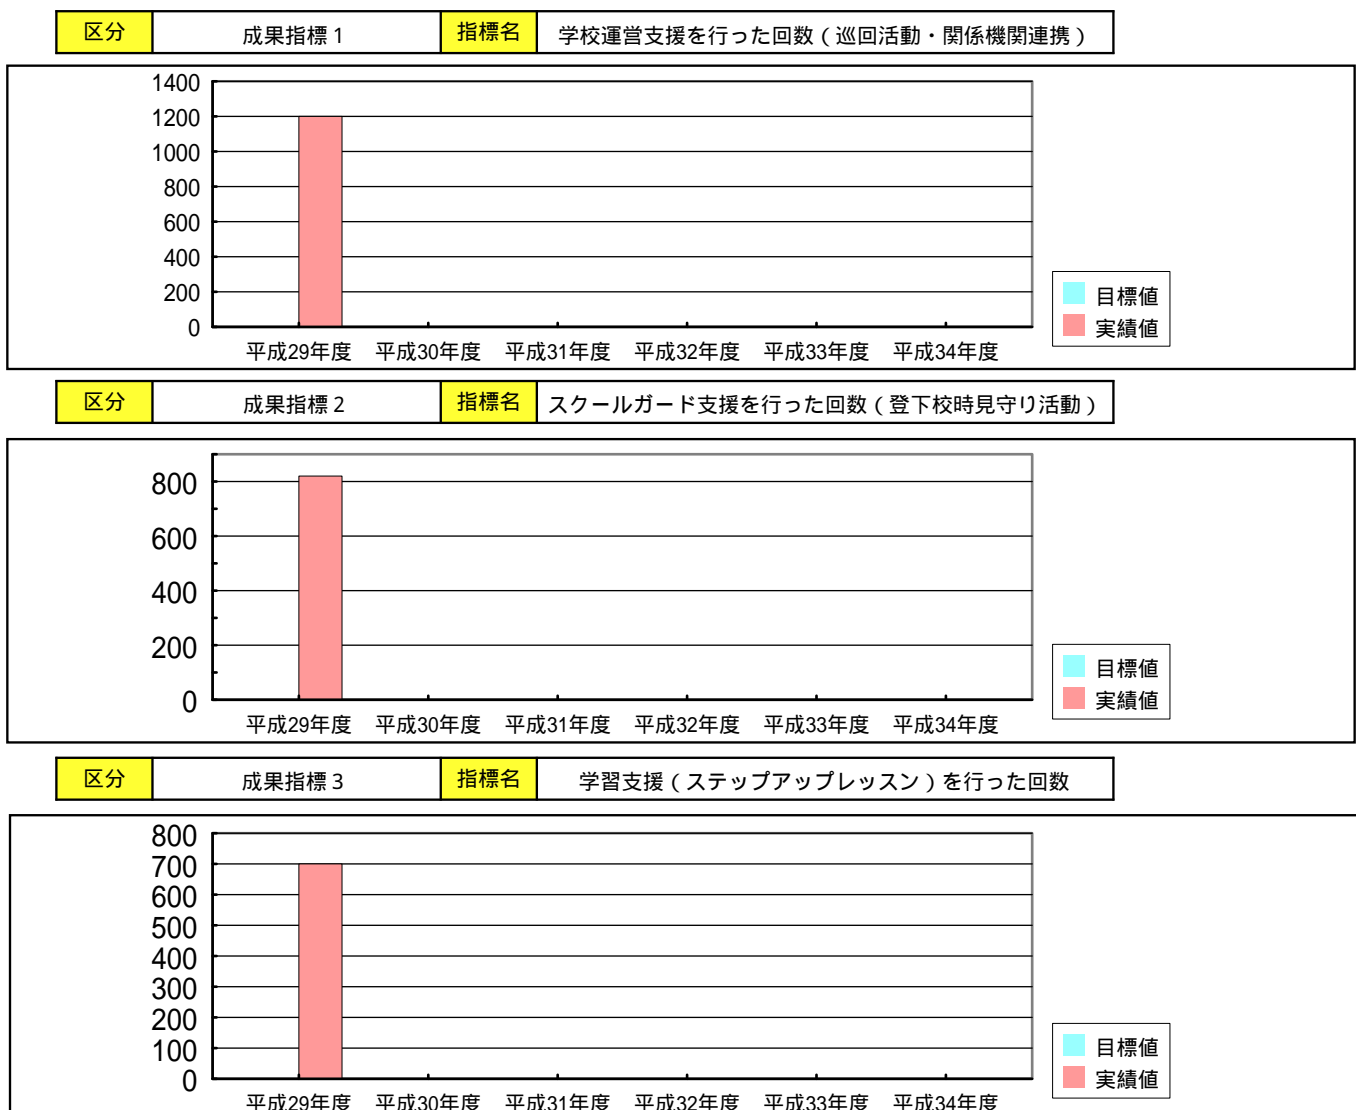 区分 成果指標1 指標名 学校運営支援を行った回数（巡回活動・関係機関連携）
1400
1200
1000
800
600
400
200
0
平成29年度 平成30年度 平成31年度 平成32年度 平成33年度 平成34年度
目標値
実績値
区分 成果指標2 指標名 スクールガード支援を行った回数（登下校時見守り活動）
800
600
400
200
0
平成29年度 平成30年度 平成31年度 平成32年度 平成33年度 平成34年度
目標値
実績値
区分 成果指標3 指標名 学習支援（ステップアップレッスン）を行った回数
800
700
600
500
400
300
200
100
0
平成29年度 平成30年度 平成31年度 平成32年度 平成33年度 平成34年度
目標値
実績値